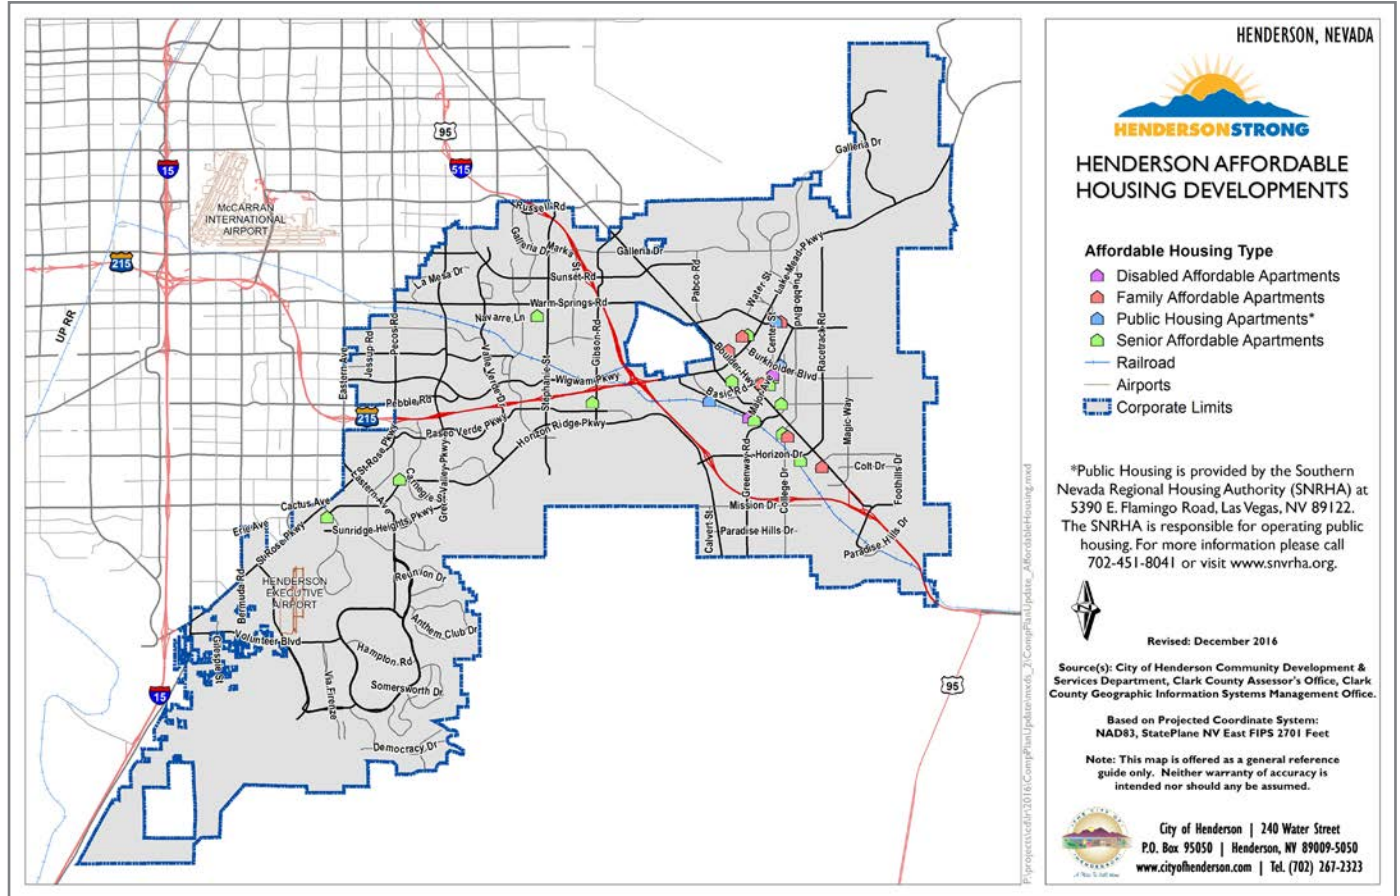 HENDERSON, NEVADA
HENDERSONSTRONG
HENDERSON AFFORDABLE
HOUSING DEVELOPMENTS
Affordable Housing Type
Disabled Affordable Apartments
Family Affordable Apartments
Public Housing Apartments*
Senior Affordable Apartments
Railroad
Airports
Corporate Limits
*Public Housing is provided by the Southern
Nevada Regional Housing Authority (SNRHA) at
5390 E. Flamingo Road, Las Vegas, NV 89122.
The SNRHA is responsible for operating public
housing. For more information please call
702-451-8041 or visit www.snvrha.org.
Revised: December 2016
Source(s): City of Henderson Community Development &
Services Department, Clark County Assessor's Office, Clark
County Geographic Information Systems Management Office.
Based on Projected Coordinate System:
NAD83, StatePlane NV East FIPS 2701 Feet
Note: This map is offered as a general reference
guide only. Neither warranty of accuracy is
intended nor should any be assumed.
City of Henderson | 240 Water Street
P.O. Box 95050 | Henderson, NV 89009-5050
www.cityofhenderson.com | Tel. (702) 267-2323
95
15
515
McCARRAN
INTERNATIONAL
AIRPORT
215
UP RR
Galleria Dr
Russell Rd
Galleria Dr
Marks St
Galleria Dr
La Mesa Dr
Sunset Rd
Pabco Rd
Water St
Lake Mead Pkwy
Pueblo Blvd
Warm Springs Rd
Navarre Ln
Center St
Racetrack Rd
Eastern Ave
Jessup Rd
Pecos Rd
Valle Verde Dr
Stephanie St
Gibson Rd
Boulder Hwy
Burkholder Blvd
Wigwam Pkwy
Basic Rd
Major Ave
Pebble Rd
215
Paseo Verde Pkwy
Horizon Ridge Pkwy
Magic Way
St Rose Pkwy
Green Valley Pkwy
Greenway Rd
Horizon Dr
Colt Dr
Foothills Dr
College Dr
Eastern Ave
Carnegie St
Cactus Ave
Mission Dr
Erie Ave
St Rose Pkwy
Sunridge Heights Pkwy
Calvert St
Paradise Hills Dr
Paradise Hills Dr
Bermuda Rd
HENDERSON
EXECUTIVE
AIRPORT
Reunion Dr
Anthem Club Dr
Volunteer Blvd
Gilespie St
Hampton Rd
Via Firenze
Somersworth Dr
15
95
Democracy Dr